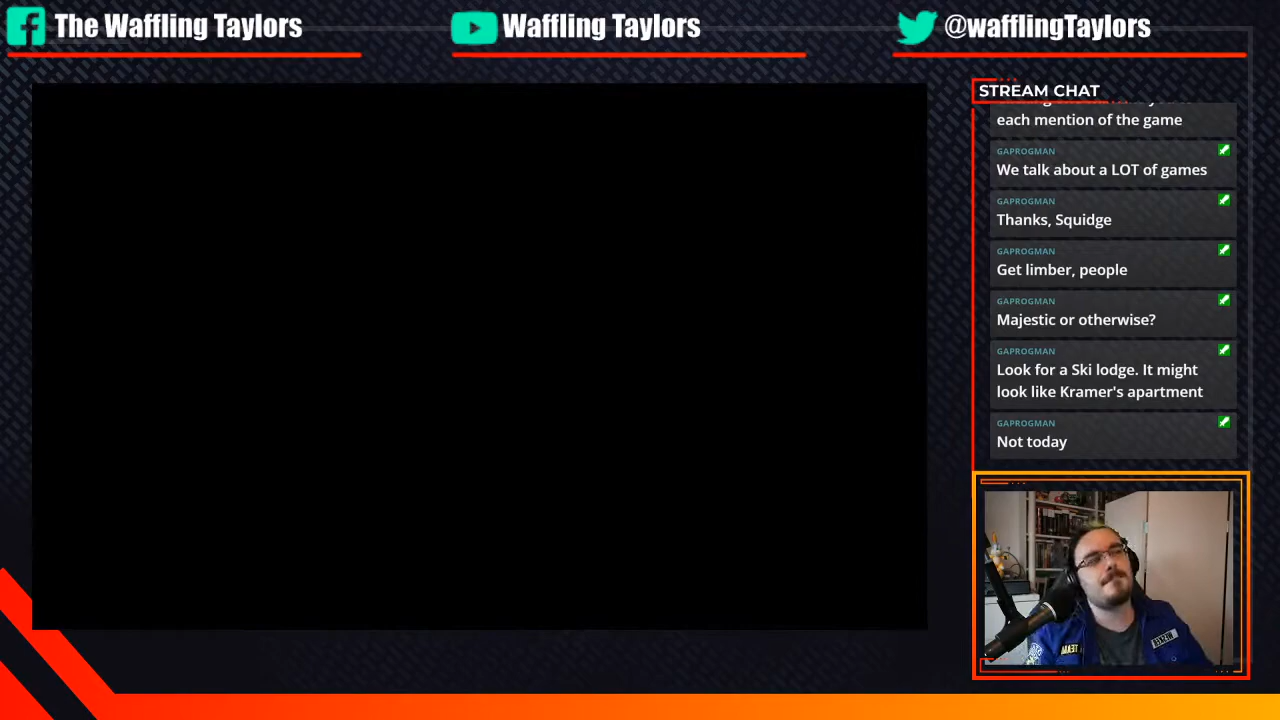 The Waffling Taylors
Waffling Taylors
@wafflingTaylors
STREAM CHAT
each mention of the game
GAPROGMAN
We talk about a LOT of games
GAPROGMAN
Thanks, Squidge
GAPROGMAN
Get limber, people
GAPROGMAN
Majestic or otherwise?
GAPROGMAN
Look for a Ski lodge. It might
look like Kramer's apartment
GAPROGMAN
Not today